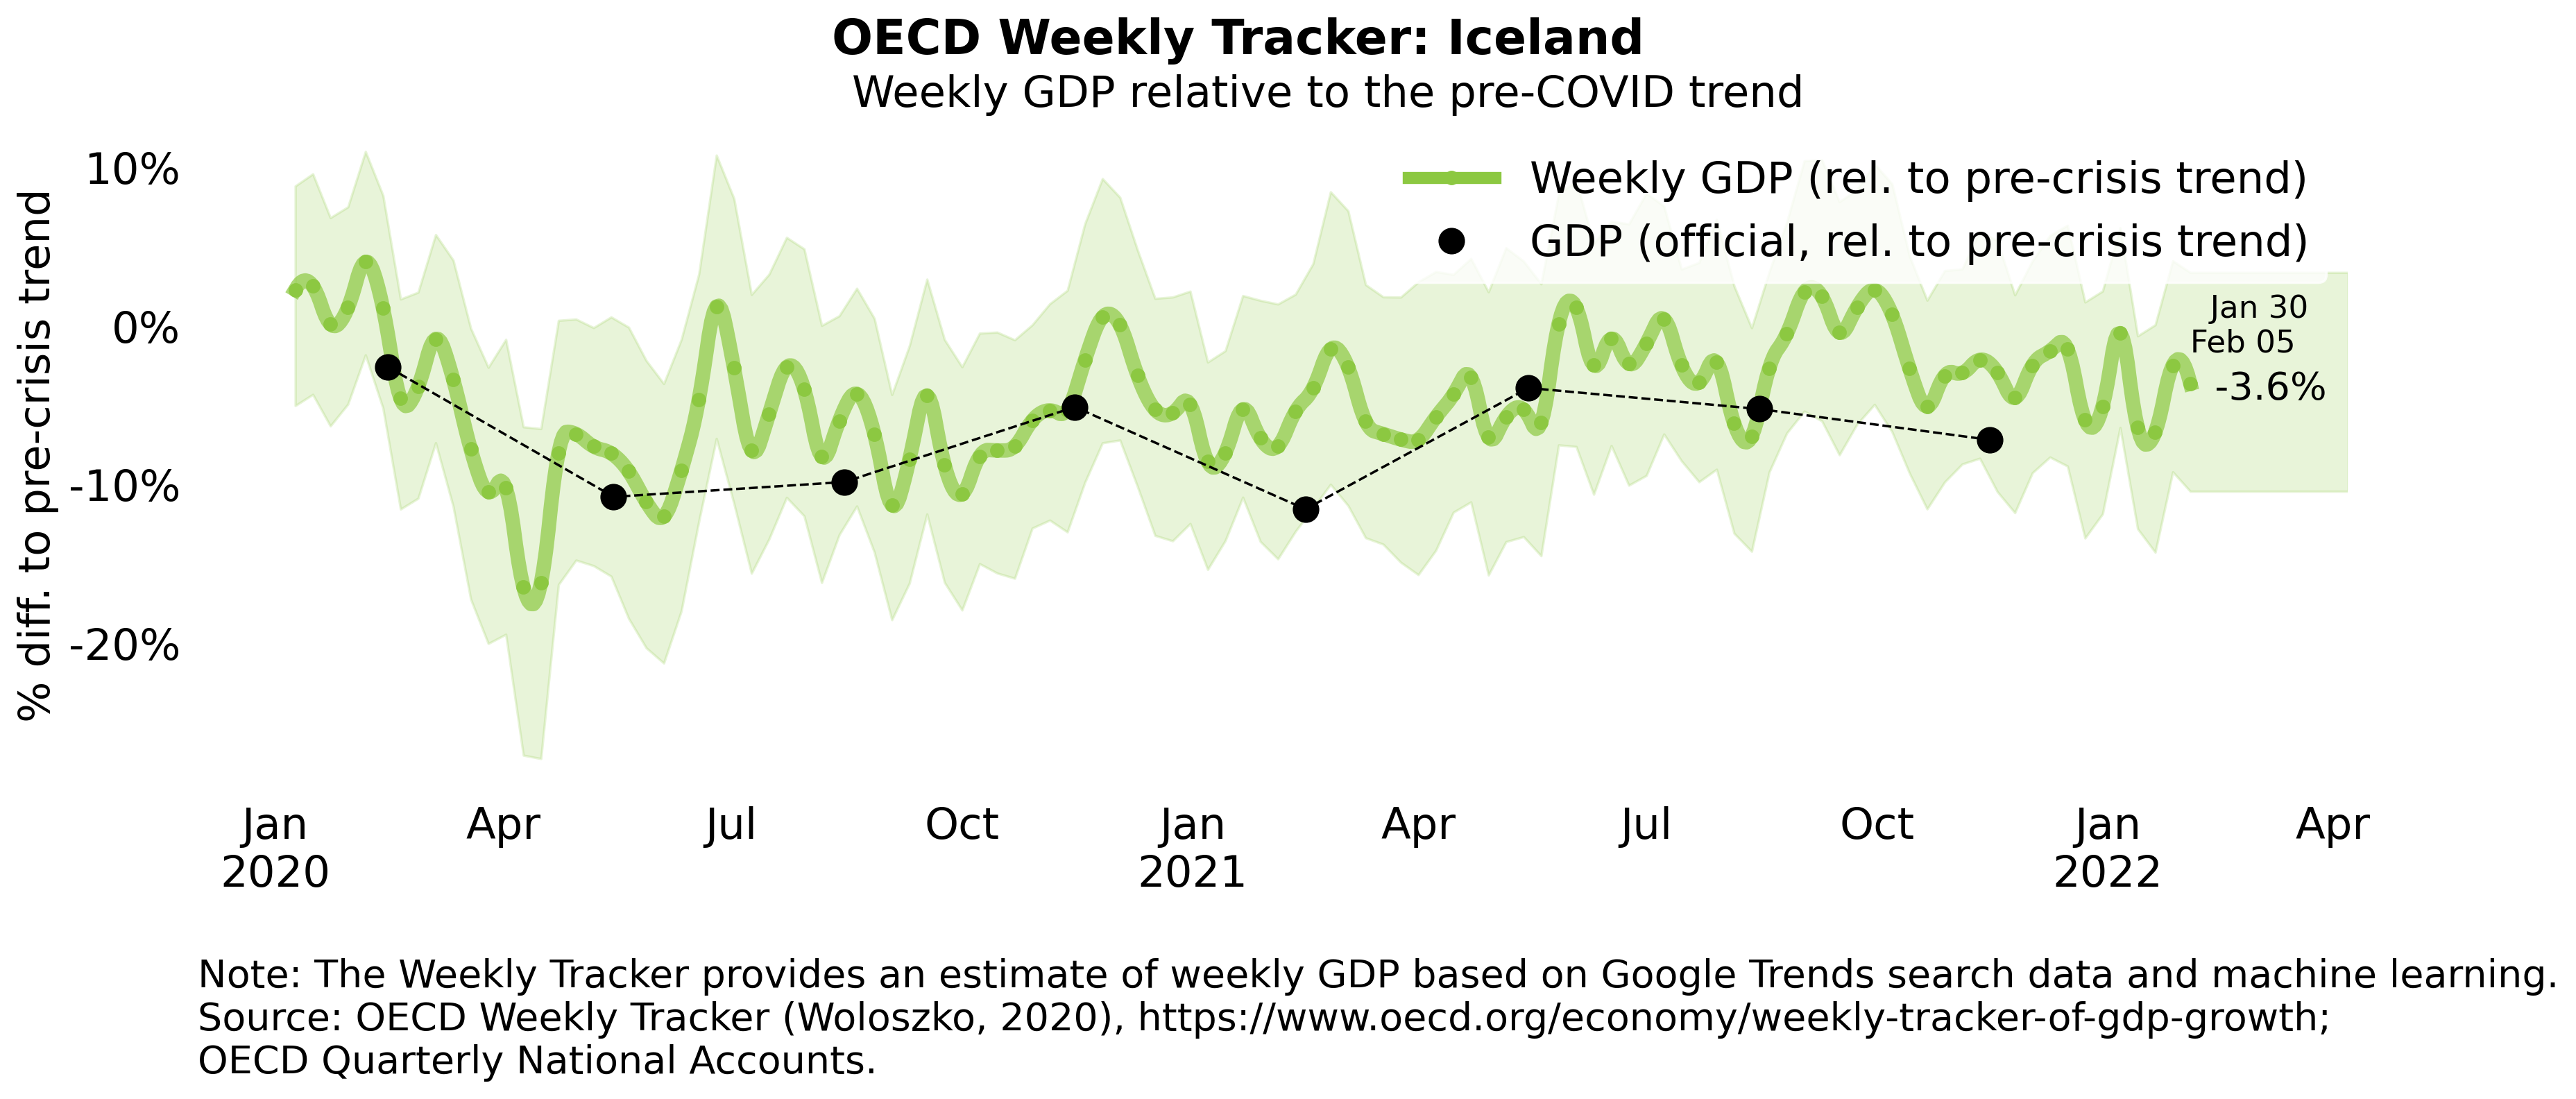 OECD Weekly Tracker: Iceland
Weekly GDP relative to the pre-COVID trend
% diff. to pre-crisis trend
10%
0%
-10%
-20%
Weekly GDP (rel. to pre-crisis trend)
GDP (official, rel. to pre-crisis trend)
Jan 30
Feb 05
-3.6%
Jan Apr Jul Oct Jan Apr Jul Oct Jan Apr
2020 2021 2022
Note: The Weekly Tracker provides an estimate of weekly GDP based on Google Trends search data and machine learning.
Source: OECD Weekly Tracker (Woloszko, 2020), https://www.oecd.org/economy/weekly-tracker-of-gdp-growth;
OECD Quarterly National Accounts.